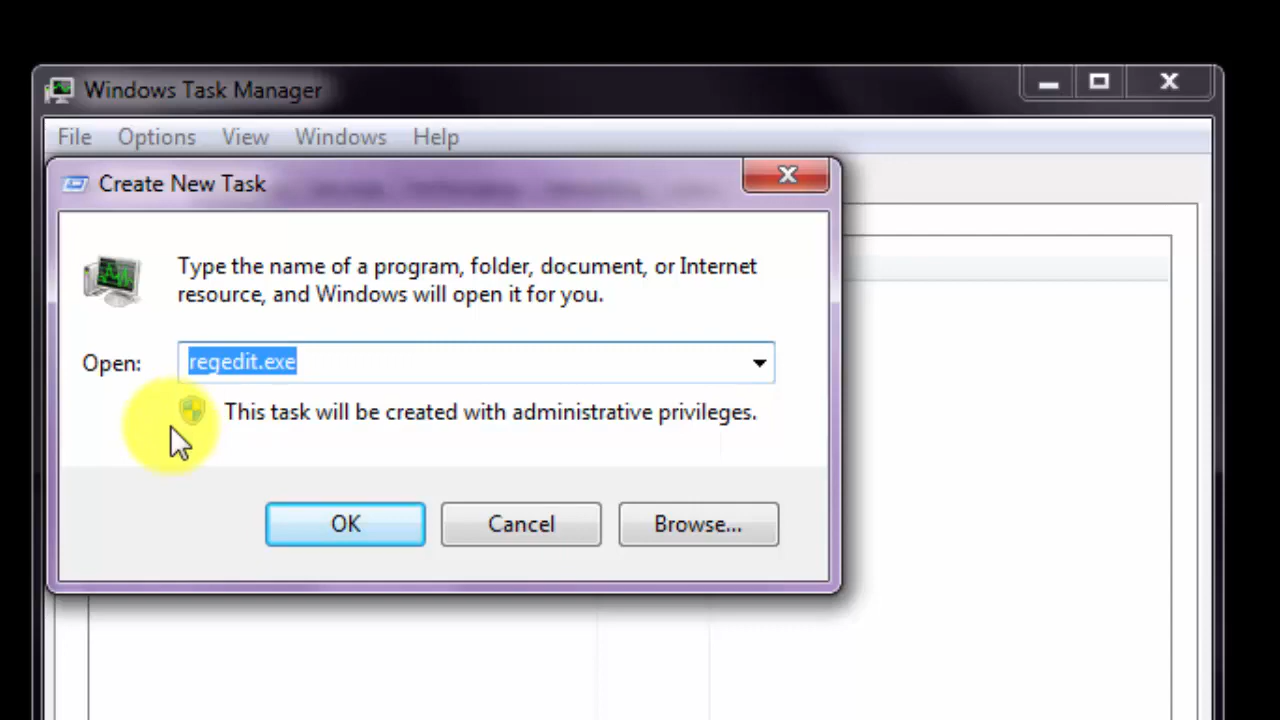 Windows Task Manager
File Options View Windows Help
Create New Task
Type the name of a program, folder, document, or Internet
resource, and Windows will open it for you.
Open: regedit.exe
This task will be created with administrative privileges.
OK Cancel Browse...